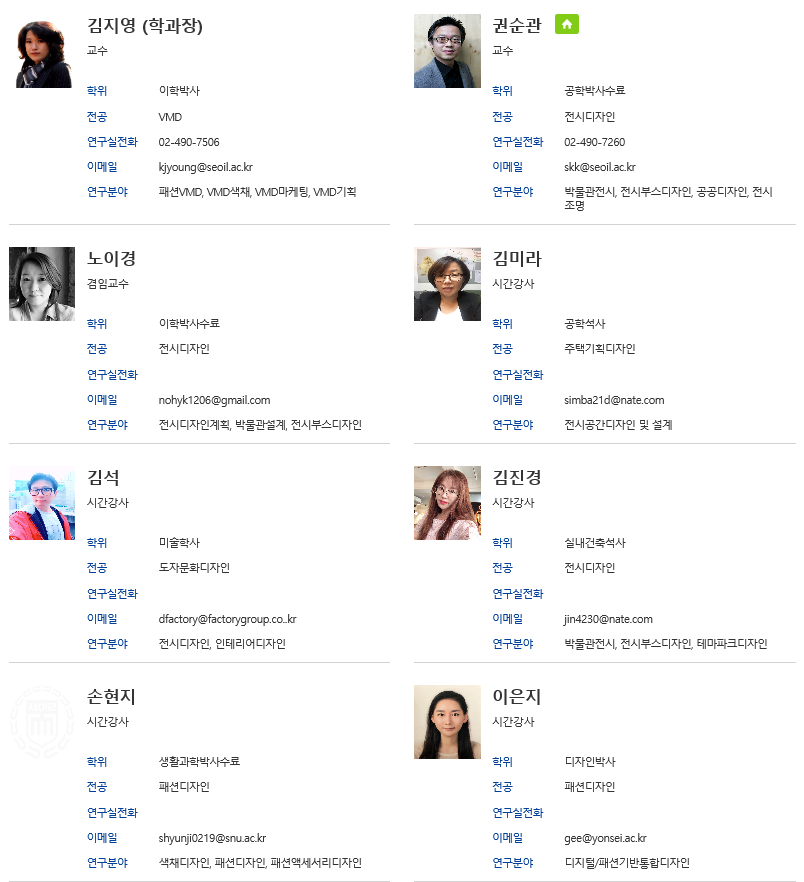 김지영 (학과장)
교수
학위 이학박사
전공 VMD
연구실전화 02-490-7506
이메일 kjyoung@seoil.ac.kr
연구분야 패션VMD, VMD색채, VMD마케팅, VMD기획
권순관
교수
학위 공학박사수료
전공 전시디자인
연구실전화 02-490-7260
이메일 skk@seoil.ac.kr
연구분야 박물관전시, 전시부스디자인, 공공디자인, 전시
조명
노이경
겸임교수
학위 이학박사수료
전공 전시디자인
연구실전화
이메일 nohyk1206@gmail.com
연구분야 전시디자인계획, 박물관설계, 전시부스디자인
김미라
시간강사
학위 공학석사
전공 주택기획디자인
연구실전화
이메일 simba21d@nate.com
연구분야 전시공간디자인 및 설계
김석
시간강사
학위 미술학사
전공 도자문화디자인
연구실전화
이메일 dfactory@factorygroup.co..kr
연구분야 전시디자인, 인테리어디자인
김진경
시간강사
학위 실내건축석사
전공 전시디자인
연구실전화
이메일 jin4230@nate.com
연구분야 박물관전시, 전시부스디자인, 테마파크디자인
손현지
시간강사
학위 생활과학박사수료
전공 패션디자인
연구실전화
이메일 shyunji0219@snu.ac.kr
연구분야 색채디자인, 패션디자인, 패션액세서리디자인
이은지
시간강사
학위 디자인박사
전공 패션디자인
연구실전화
이메일 gee@yonsei.ac.kr
연구분야 디지털/패션기반통합디자인